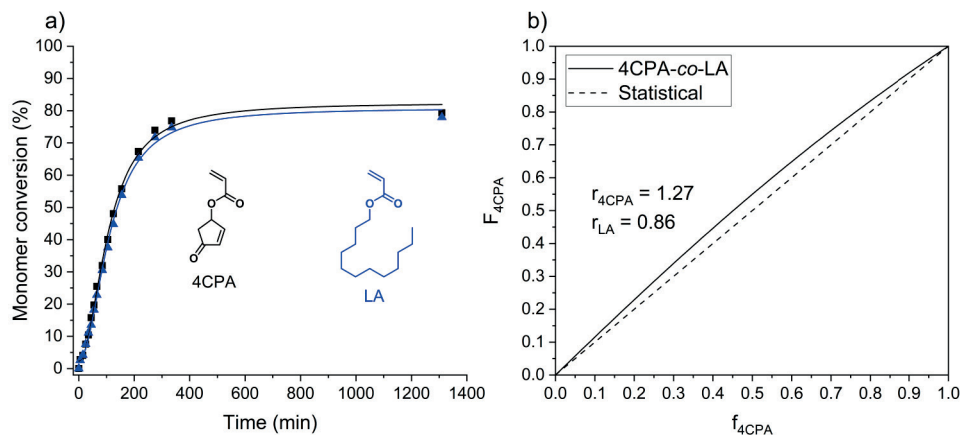 a)
Monomer conversion (%)
100
90
80
70
60
50
40
30
20
10
0
0 200 400 600 800 1000 1200 1400
Time (min)
O
O
O
4CPA
O
O
LA
b)
F4CPA
1.0
0.9
0.8
0.7
0.6
0.5
0.4
0.3
0.2
0.1
0.0
4CPA-co-LA
Statistical
r4CPA = 1.27
rLA = 0.86
0.0 0.1 0.2 0.3 0.4 0.5 0.6 0.7 0.8 0.9 1.0
f4CPA